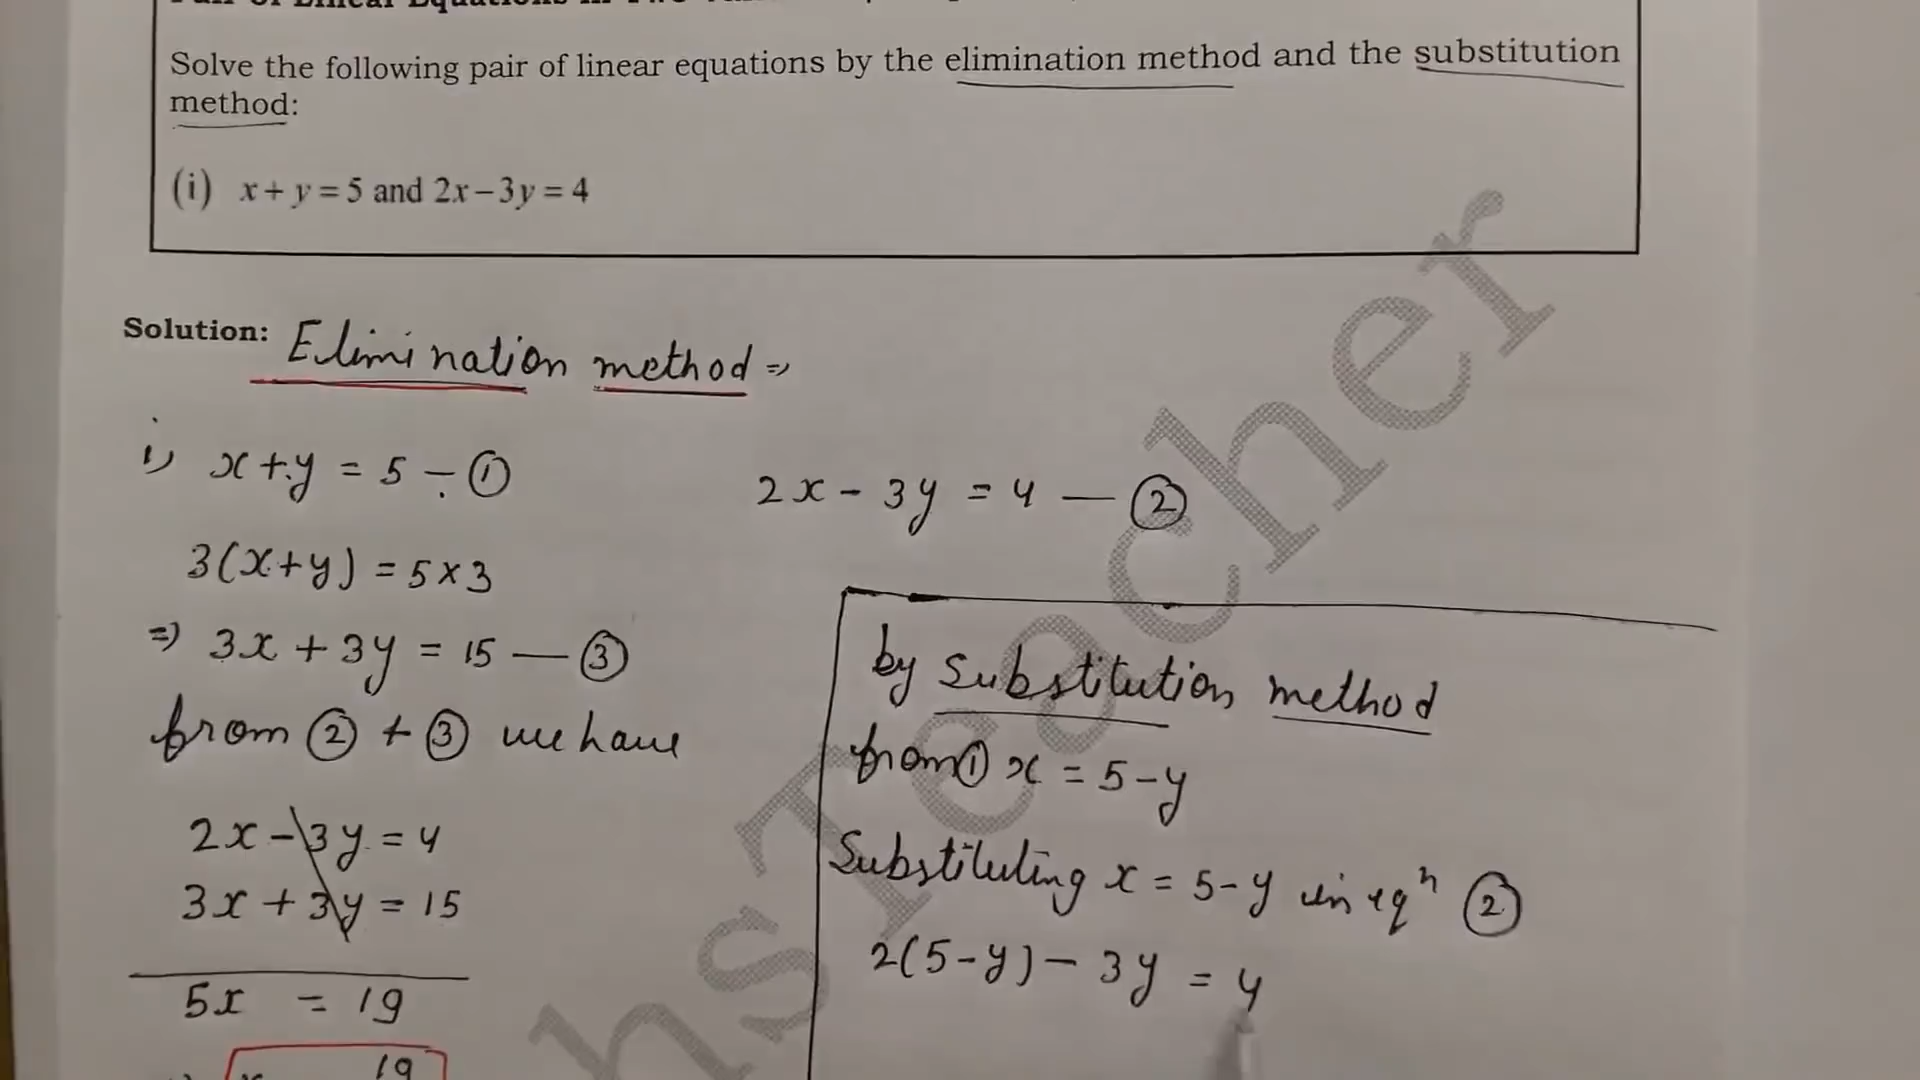 Solve the following pair of linear equations by the elimination method and the substitution
method:
(i) x + y = 5 and 2x – 3y = 4
Solution: Elimination method ⇒
i) x + y = 5 – ①
2x – 3y = 4 — ②
3(x+y) = 5×3
⇒ 3x + 3y = 15 — ③
from ② + ③ we have
2x – 3y = 4
3x + 3y = 15
5x = 19
19
by substitution method
from ① x = 5-y
Substituting x = 5-y in eqⁿ ②
2(5-y) – 3y = 4